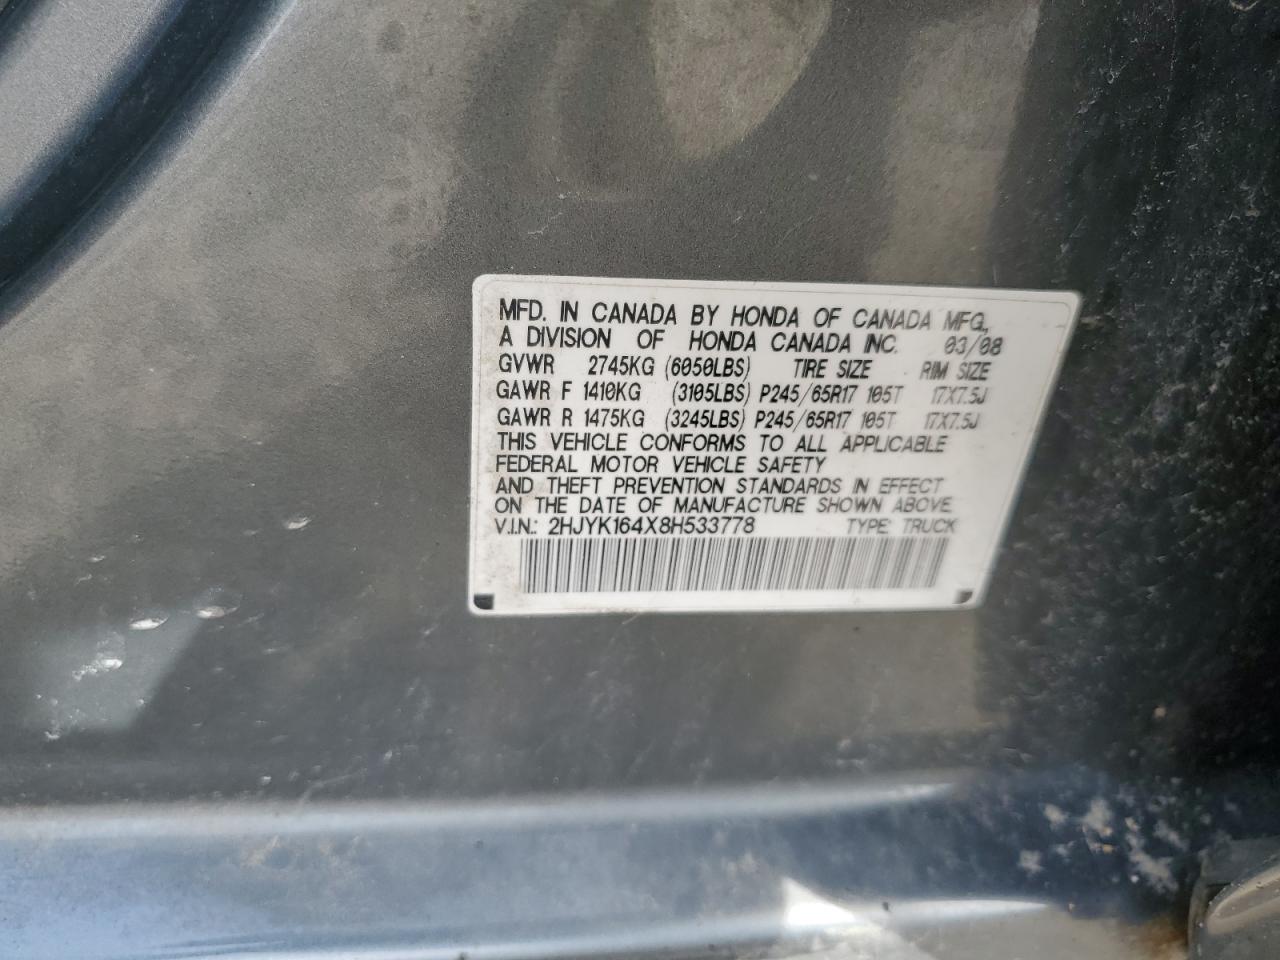 MFD. IN CANADA BY HONDA OF CANADA MFG.,
A DIVISION OF HONDA CANADA INC. 03/08
GVWR 2745KG (6050LBS) TIRE SIZE RIM SIZE
GAWR F 1410KG (3105LBS) P245/65R17 105T 17X7.5J
GAWR R 1475KG (3245LBS) P245/65R17 105T 17X7.5J
THIS VEHICLE CONFORMS TO ALL APPLICABLE
FEDERAL MOTOR VEHICLE SAFETY
AND THEFT PREVENTION STANDARDS IN EFFECT
ON THE DATE OF MANUFACTURE SHOWN ABOVE.
V.I.N.: 2HJYK164X8H533778 TYPE: TRUCK